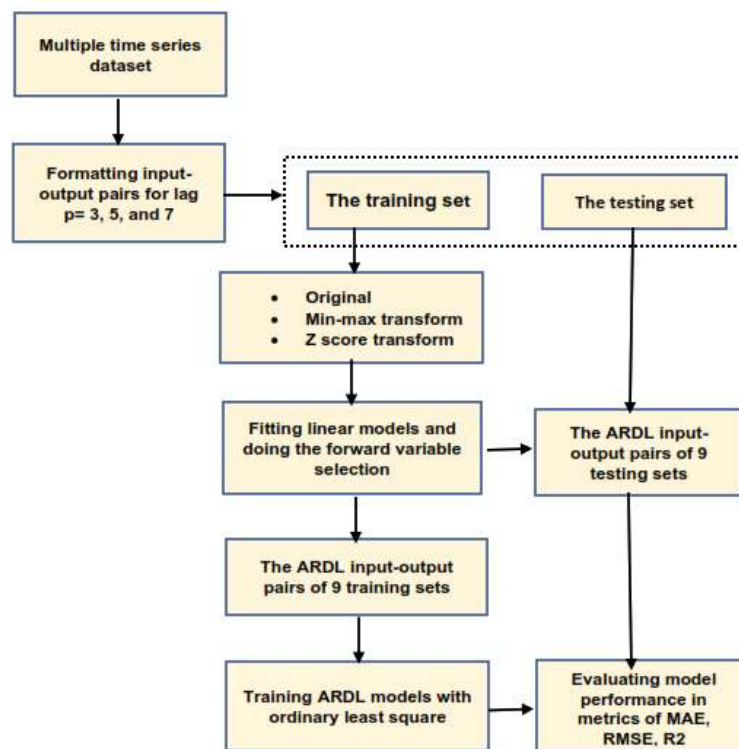 Multiple time series
dataset
Formatting input-
output pairs for lag
p= 3, 5, and 7
The training set
The testing set
• Original
• Min-max transform
• Z score transform
Fitting linear models and
doing the forward variable
selection
The ARDL input-
output pairs of 9
testing sets
The ARDL input-output
pairs of 9 training sets
Training ARDL models with
ordinary least square
Evaluating model
performance in
metrics of MAE,
RMSE, R2